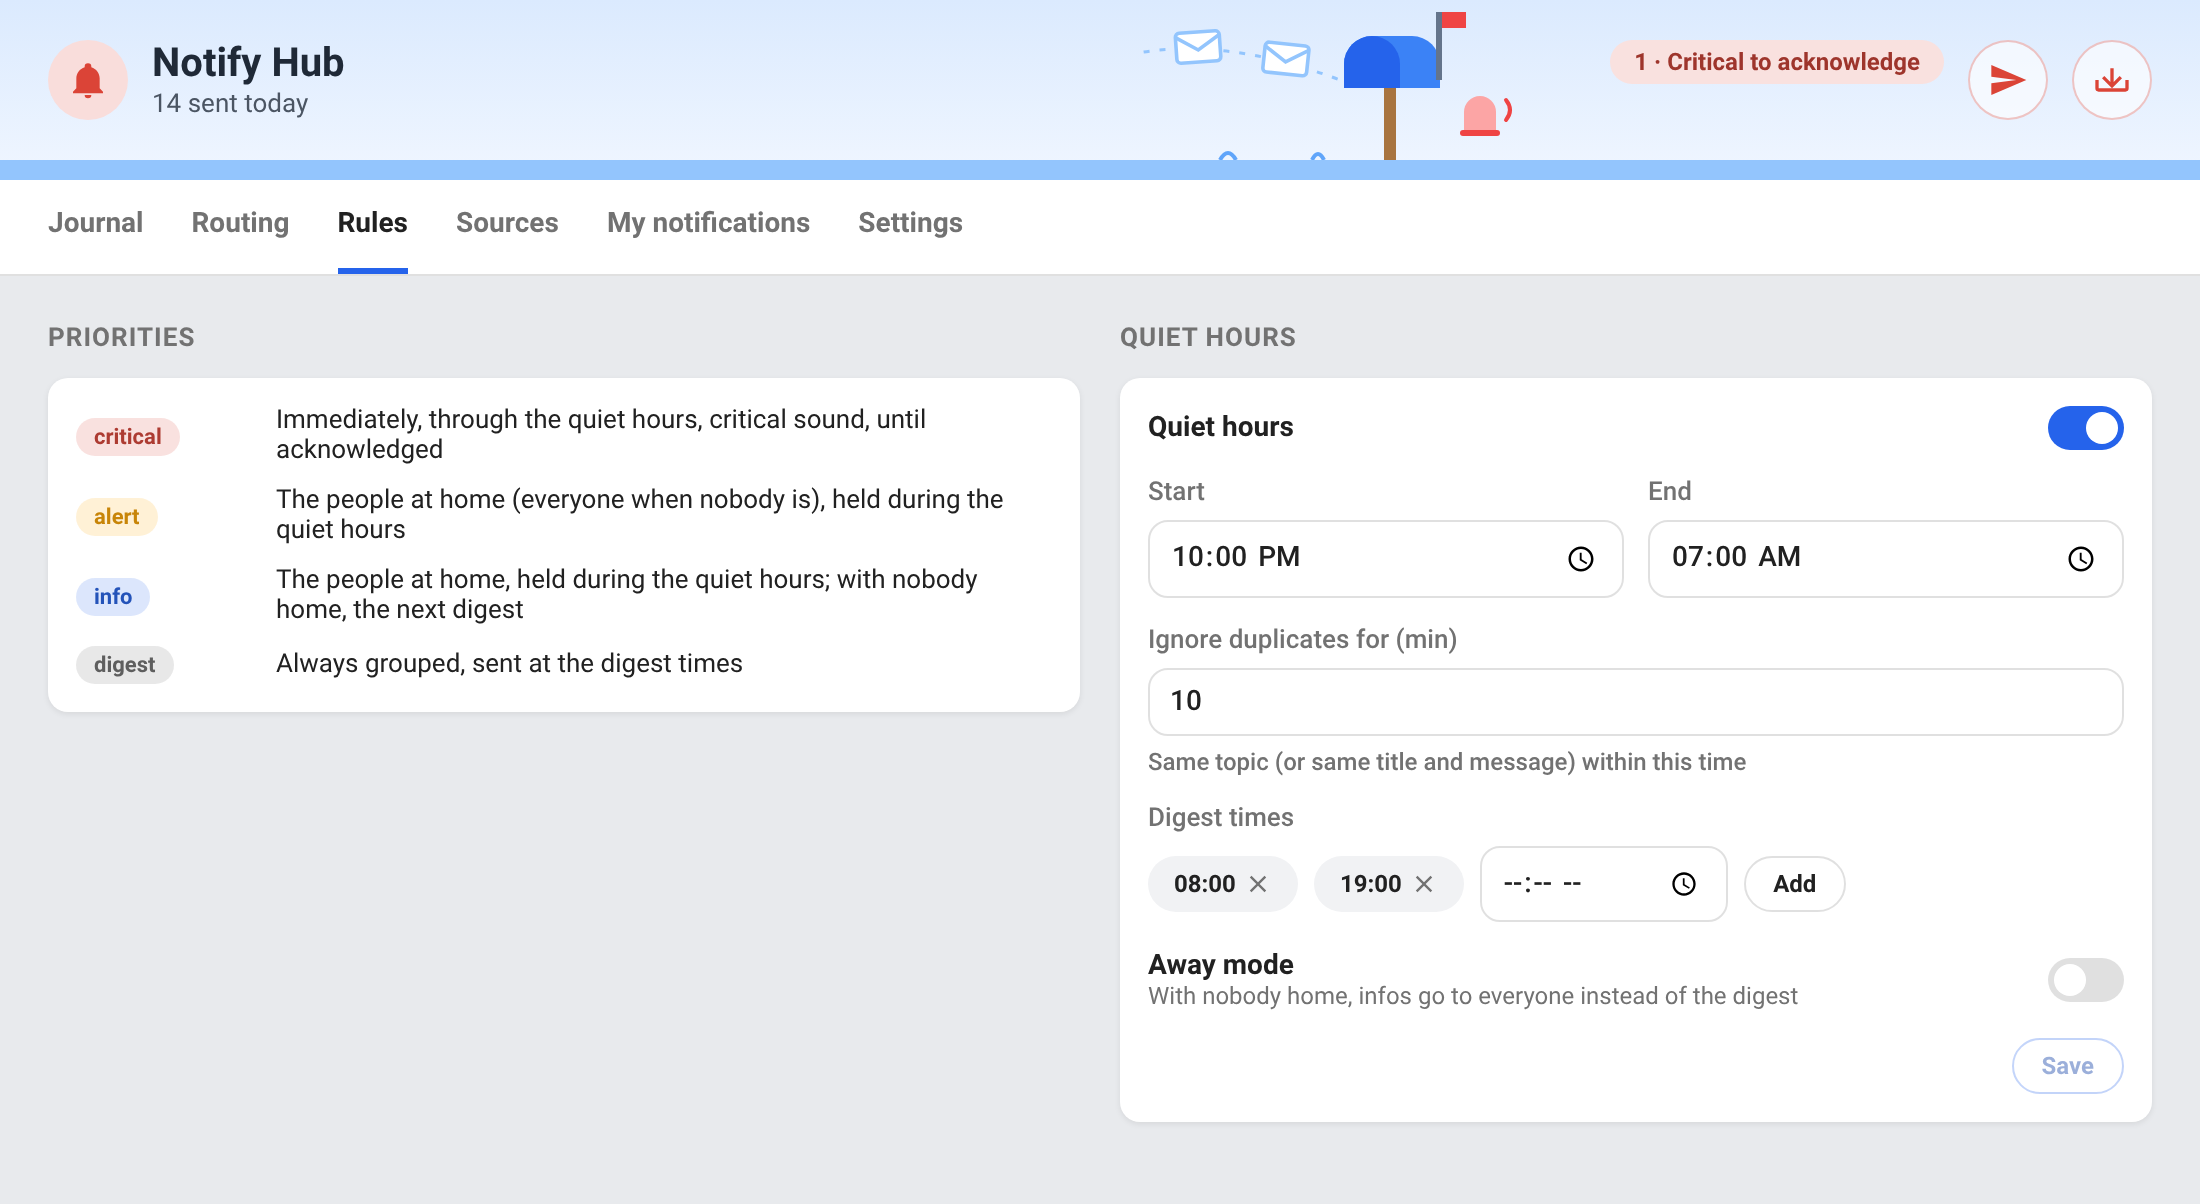 Notify Hub
14 sent today
1 · Critical to acknowledge
Journal
Routing
Rules
Sources
My notifications
Settings
PRIORITIES
critical
Immediately, through the quiet hours, critical sound, until
acknowledged
alert
The people at home (everyone when nobody is), held during the
quiet hours
info
The people at home, held during the quiet hours; with nobody
home, the next digest
digest
Always grouped, sent at the digest times
QUIET HOURS
Quiet hours
Start
End
10:00 PM
07:00 AM
Ignore duplicates for (min)
10
Same topic (or same title and message) within this time
Digest times
08:00
19:00
--:-- --
Add
Away mode
With nobody home, infos go to everyone instead of the digest
Save